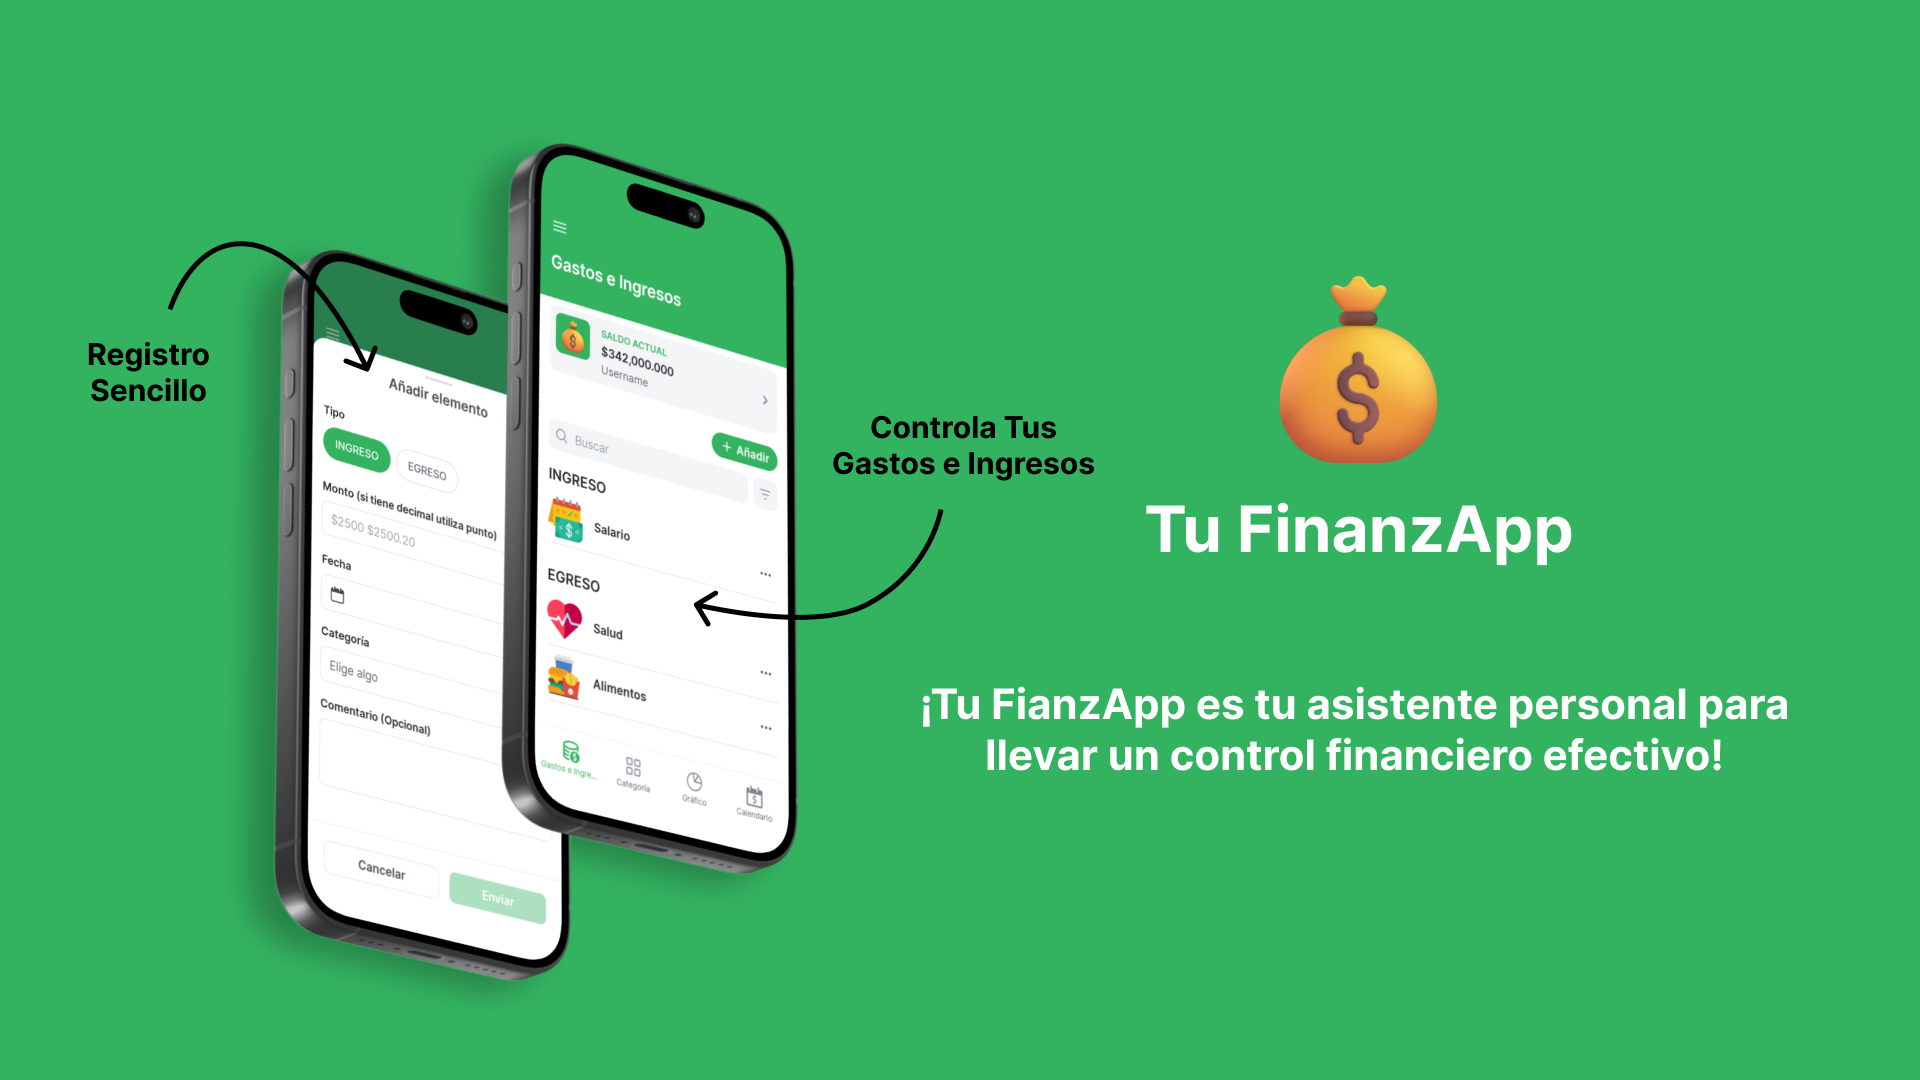 Registro
Sencillo
Añadir elemento
Tipo
INGRESO
EGRESO
Monto (si tiene decimal utiliza punto)
$2500 $2500.20
Fecha
Categoría
Elige algo
Comentario (Opcional)
Cancelar
Enviar
Gastos e Ingresos
SALDO ACTUAL
$342,000.000
Username
+ Añadir
Buscar
INGRESO
Salario
...
EGRESO
Salud
...
Alimentos
...
Gastos e Ingre...
Categoría
Gráfico
Calendario
Controla Tus
Gastos e Ingresos
Tu FinanzApp
¡Tu FianzApp es tu asistente personal para
llevar un control financiero efectivo!